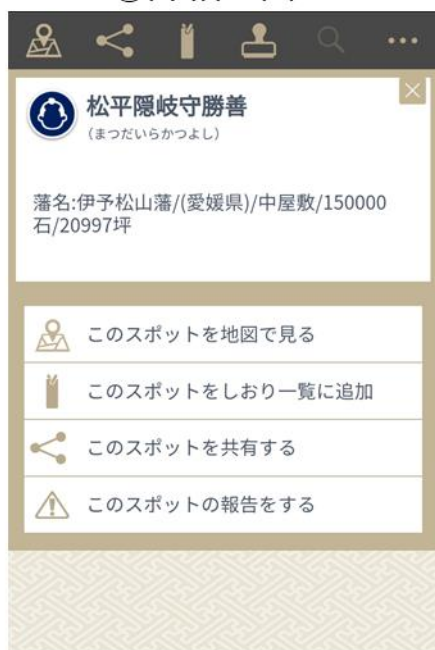 松平隠岐守勝善
(まつだいらかつよし)
藩名:伊予松山藩/(愛媛県)/中屋敷/150000
石/20997坪
このスポットを地図で見る
このスポットをしおり一覧に追加
このスポットを共有する
このスポットの報告をする